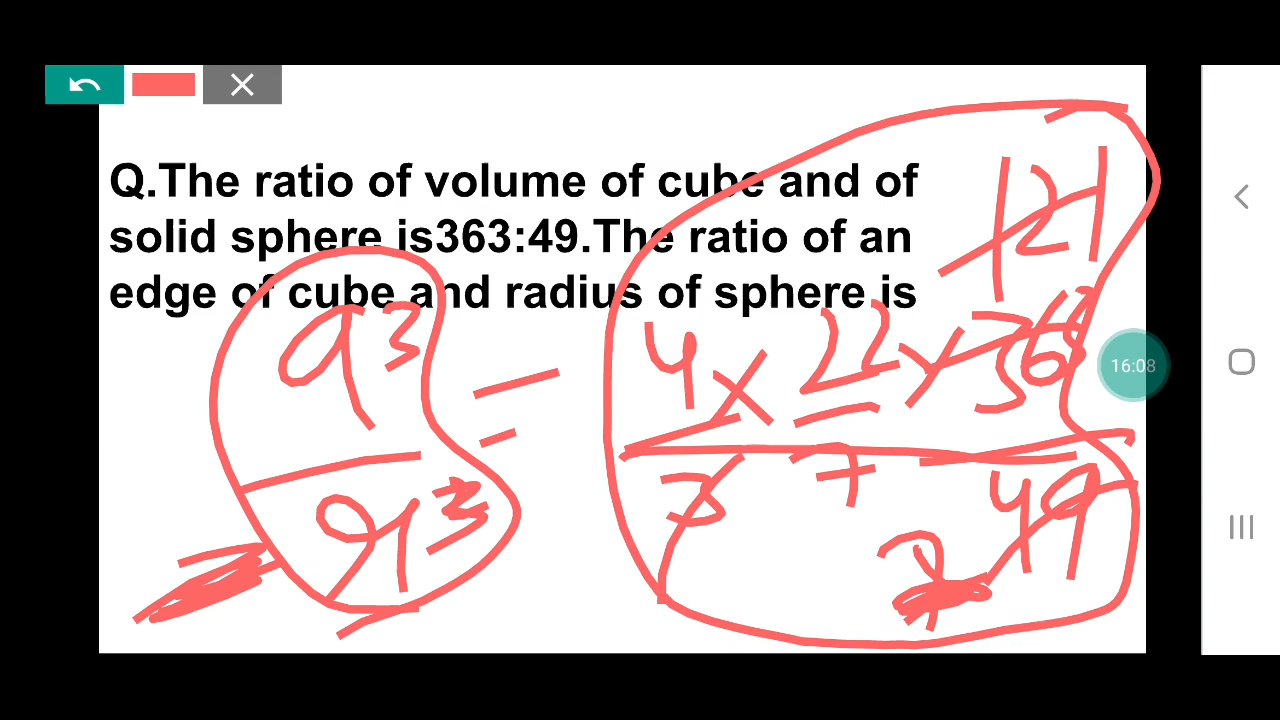 Q.The ratio of volume of cube and of
solid sphere is363:49.The ratio of an
edge of cube and radius of sphere is
121
a3 = 4 x 22 x 363
r3 3 7 49
7
16:08